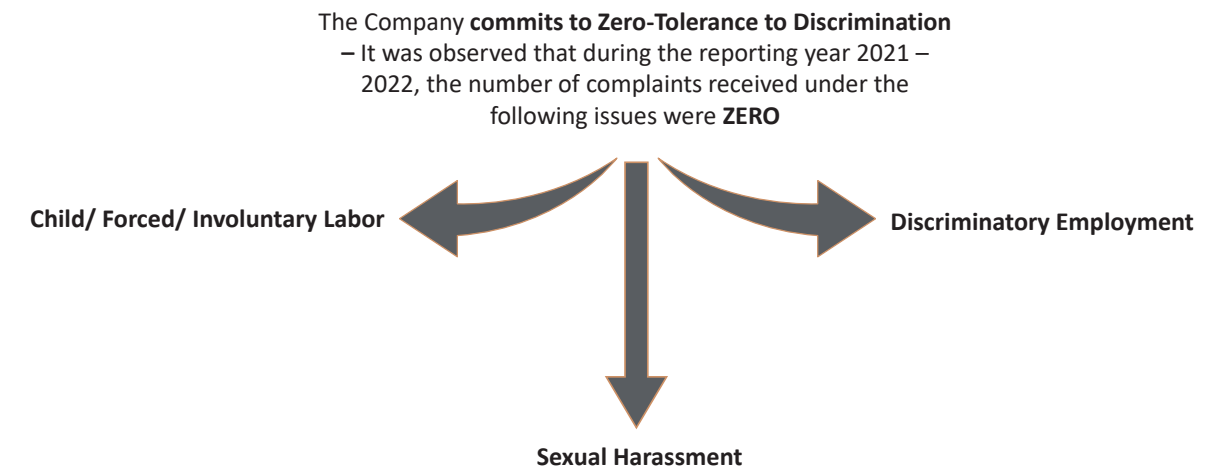 The Company commits to Zero-Tolerance to Discrimination
– It was observed that during the reporting year 2021 –
2022, the number of complaints received under the
following issues were ZERO
Child/ Forced/ Involuntary Labor
Discriminatory Employment
Sexual Harassment